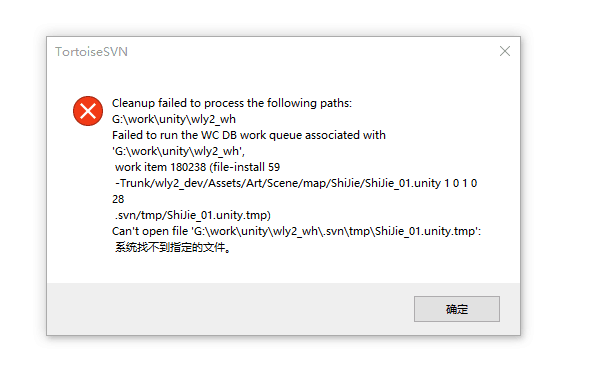 TortoiseSVN
Cleanup failed to process the following paths:
G:\work\unity\wly2_wh
Failed to run the WC DB work queue associated with
'G:\work\unity\wly2_wh',
work item 180238 (file-install 59
-Trunk/wly2_dev/Assets/Art/Scene/map/ShiJie/ShiJie_01.unity 1 0 1 0
28
.svn/tmp/ShiJie_01.unity.tmp)
Can't open file 'G:\work\unity\wly2_wh\.svn\tmp\ShiJie_01.unity.tmp':
系统找不到指定的文件。
确定